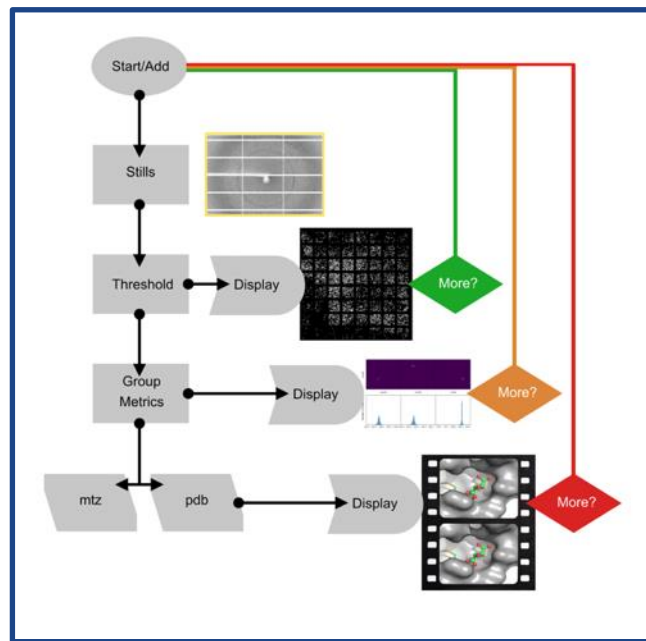 Start/Add
Stills
Threshold
Display
More?
Group
Metrics
Display
More?
mtz
pdb
Display
More?